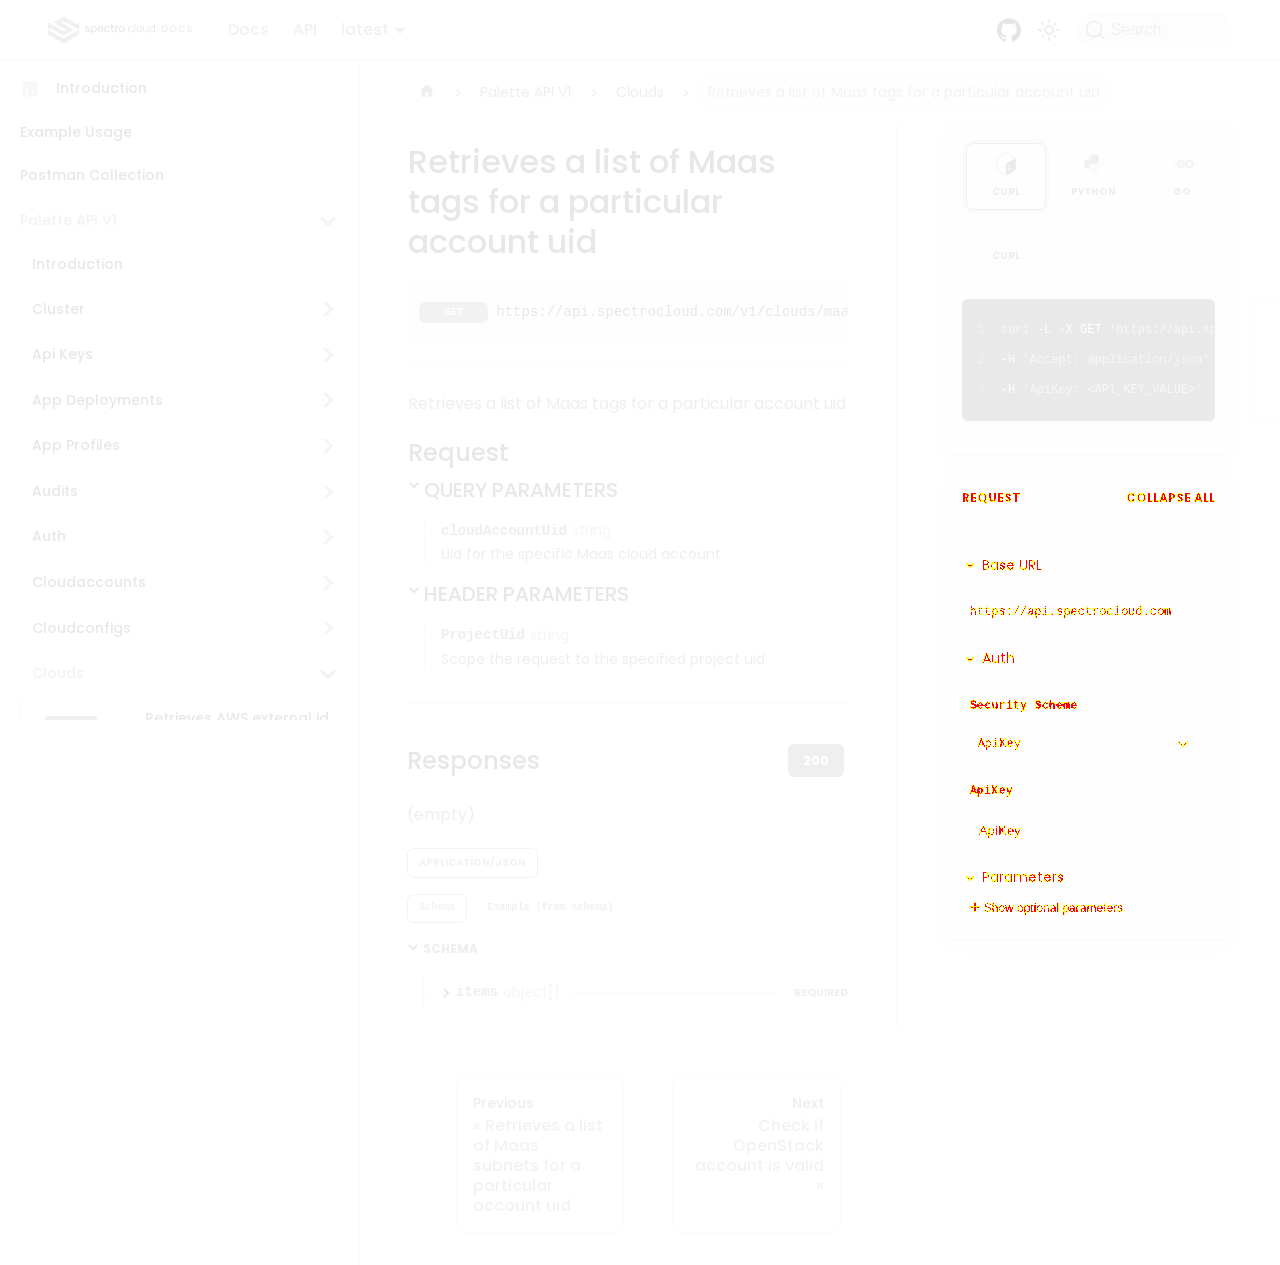 spectro cloud DOCS
Docs
API
latest
Search
Introduction
Example Usage
Postman Collection
Palette API V1
Introduction
Cluster
Api Keys
App Deployments
App Profiles
Audits
Auth
Cloudaccounts
Cloudconfigs
Clouds
Retrieves AWS external id
Palette API V1
Clouds
Retrieves a list of Maas tags for a particular account uid
Retrieves a list of Maas
tags for a particular
account uid
GET https://api.spectrocloud.com/v1/clouds/maa
Retrieves a list of Maas tags for a particular account uid
Request
QUERY PARAMETERS
cloudAccountUid string
Uid for the specific Maas cloud account
HEADER PARAMETERS
ProjectUid string
Scope the request to the specified project uid
Responses
200
(empty)
APPLICATION/JSON
Schema
Example (from schema)
SCHEMA
items object[]
REQUIRED
Previous
« Retrieves a list
of Maas
subnets for a
particular
account uid
Next
Check if
OpenStack
account is valid
»
CURL
PYTHON
GO
CURL
1 curl -L -X GET 'https://api.sp
2 -H 'Accept: application/json'
3 -H 'ApiKey: <API_KEY_VALUE>'
REQUEST
COLLAPSE ALL
Base URL
https://api.spectrocloud.com
Auth
Security Scheme
ApiKey
ApiKey
ApiKey
Parameters
Show optional parameters